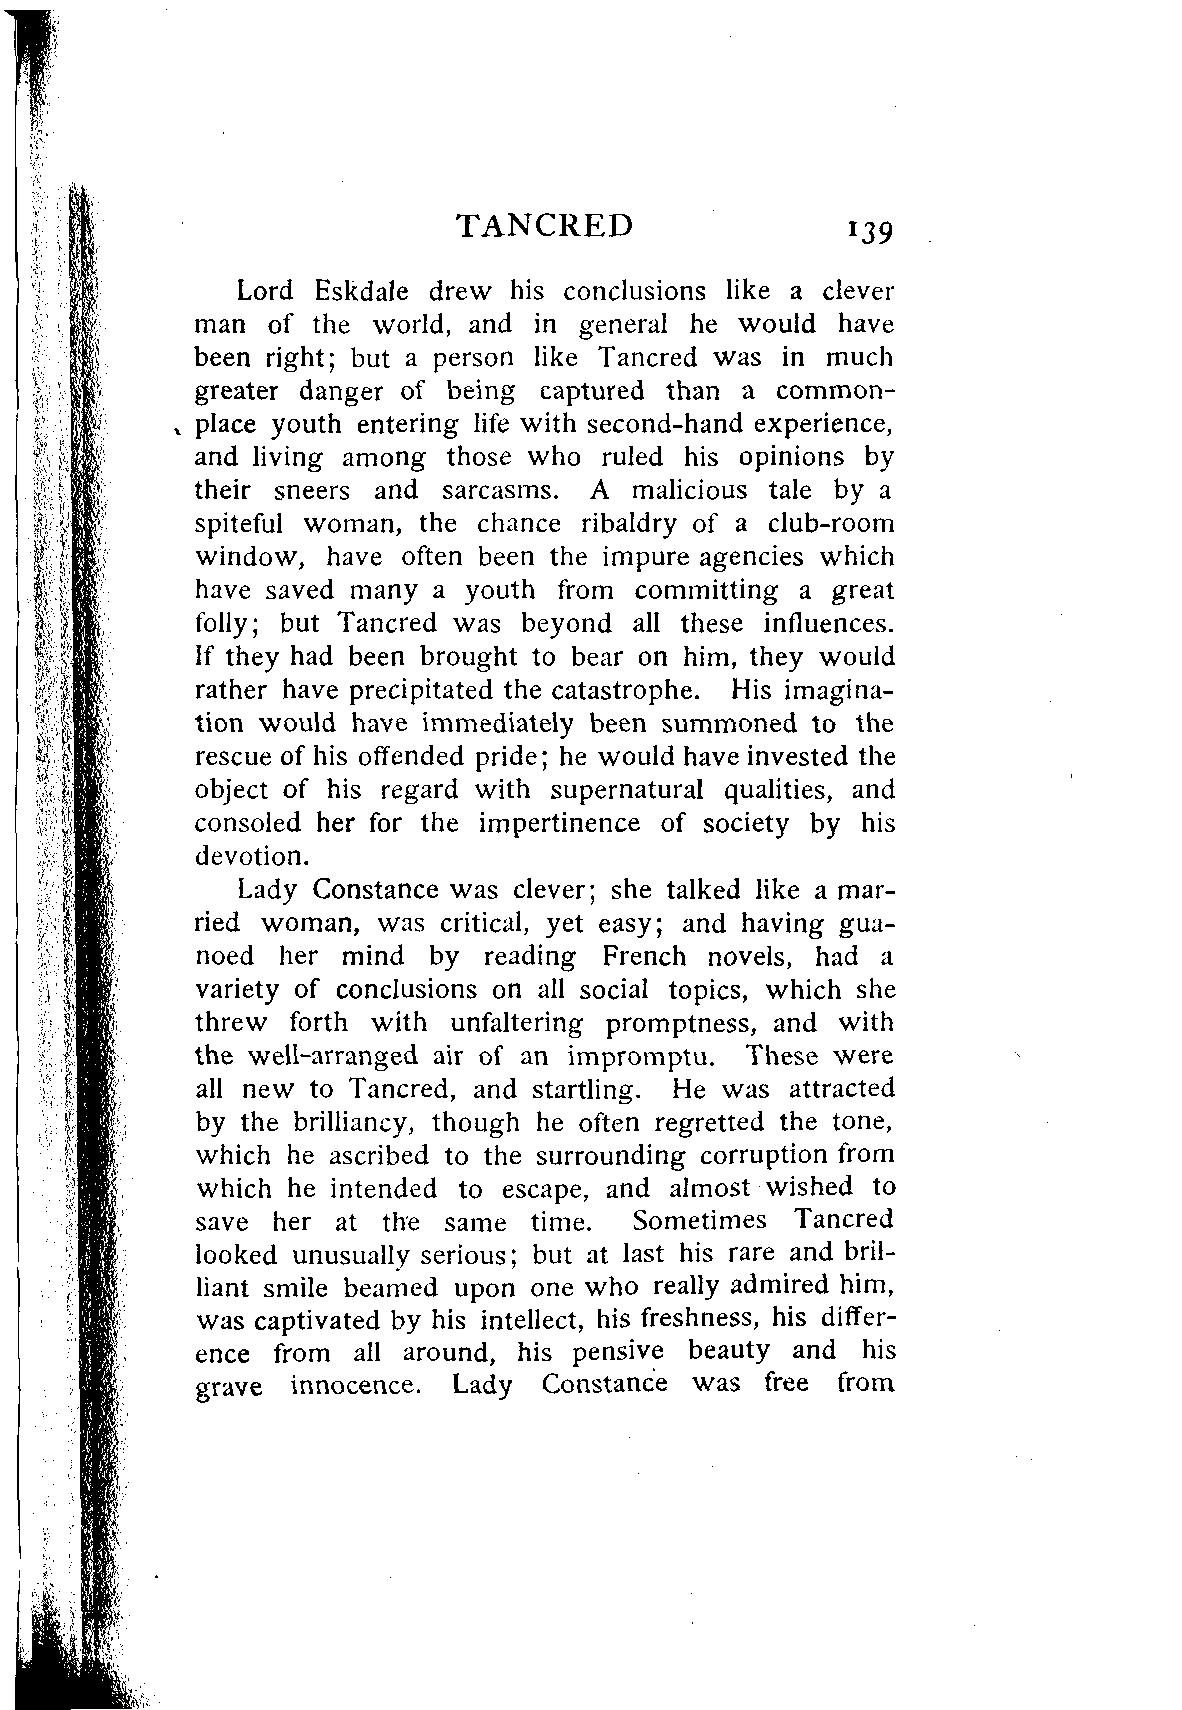 TANCRED 139
Lord Eskdale drew his conclusions like a clever
man of the world, and in general he would have
been right; but a person like Tancred was in much
greater danger of being captured than a common-
place youth entering life with second-hand experience,
and living among those who ruled his opinions by
their sneers and sarcasms. A malicious tale by a
spiteful woman, the chance ribaldry of a club-room
window, have often been the impure agencies which
have saved many a youth from committing a great
folly; but Tancred was beyond all these influences.
If they had been brought to bear on him, they would
rather have precipitated the catastrophe. His imagina-
tion would have immediately been summoned to the
rescue of his offended pride; he would have invested the
object of his regard with supernatural qualities, and
consoled her for the impertinence of society by his
devotion.
Lady Constance was clever; she talked like a mar-
ried woman, was critical, yet easy; and having gua-
noed her mind by reading French novels, had a
variety of conclusions on all social topics, which she
threw forth with unfaltering promptness, and with
the well-arranged air of an impromptu. These were
all new to Tancred, and startling. He was attracted
by the brilliancy, though he often regretted the tone,
which he ascribed to the surrounding corruption from
which he intended to escape, and almost wished to
save her at the same time. Sometimes Tancred
looked unusually serious; but at last his rare and bril-
liant smile beamed upon one who really admired him,
was captivated by his intellect, his freshness, his differ-
ence from all around, his pensive beauty and his
grave innocence. Lady Constance was free from